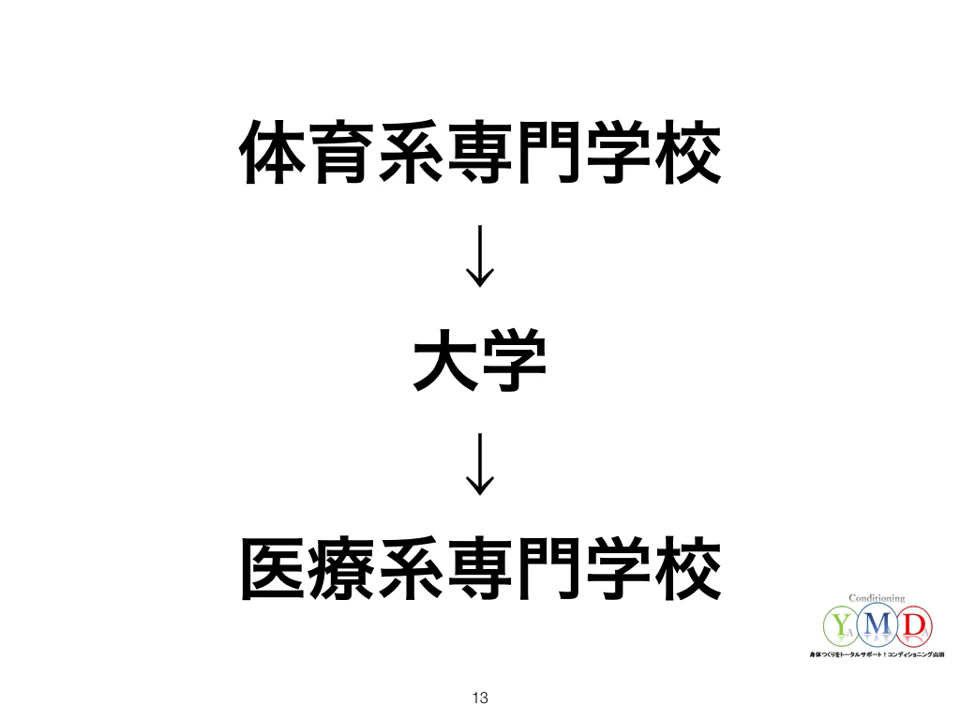 体育系専門学校
↓
大学
↓
医療系専門学校
Conditioning
YMD
身体つくりをトータルサポート！コンディショニング山田
13